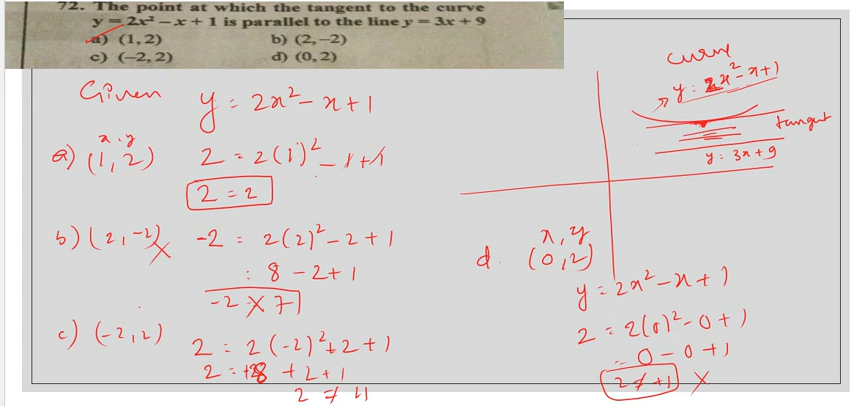 72. The point at which the tangent to the curve
y = 2x² – x + 1 is parallel to the line y = 3x + 9
a) (1, 2) b) (2, –2)
c) (–2, 2) d) (0, 2)
Given y = 2x² - x + 1
x, y
a) (1, 2) 2 = 2(1)² - 1 + 1
2 = 2
b) (2, -2) X -2 = 2(2)² - 2 + 1
: 8 - 2 + 1
-2 X 7
c) (-2, 2) 2 = 2(-2)² + 2 + 1
2 = +8 + 2 + 1
2 ≠ 11
curve
y = 2x² - x + 1
tangent
y = 3x + 9
x, y
d. (0, 2)
y = 2x² - x + 1
2 = 2(0)² - 0 + 1
= 0 - 0 + 1
2 ≠ +1 X